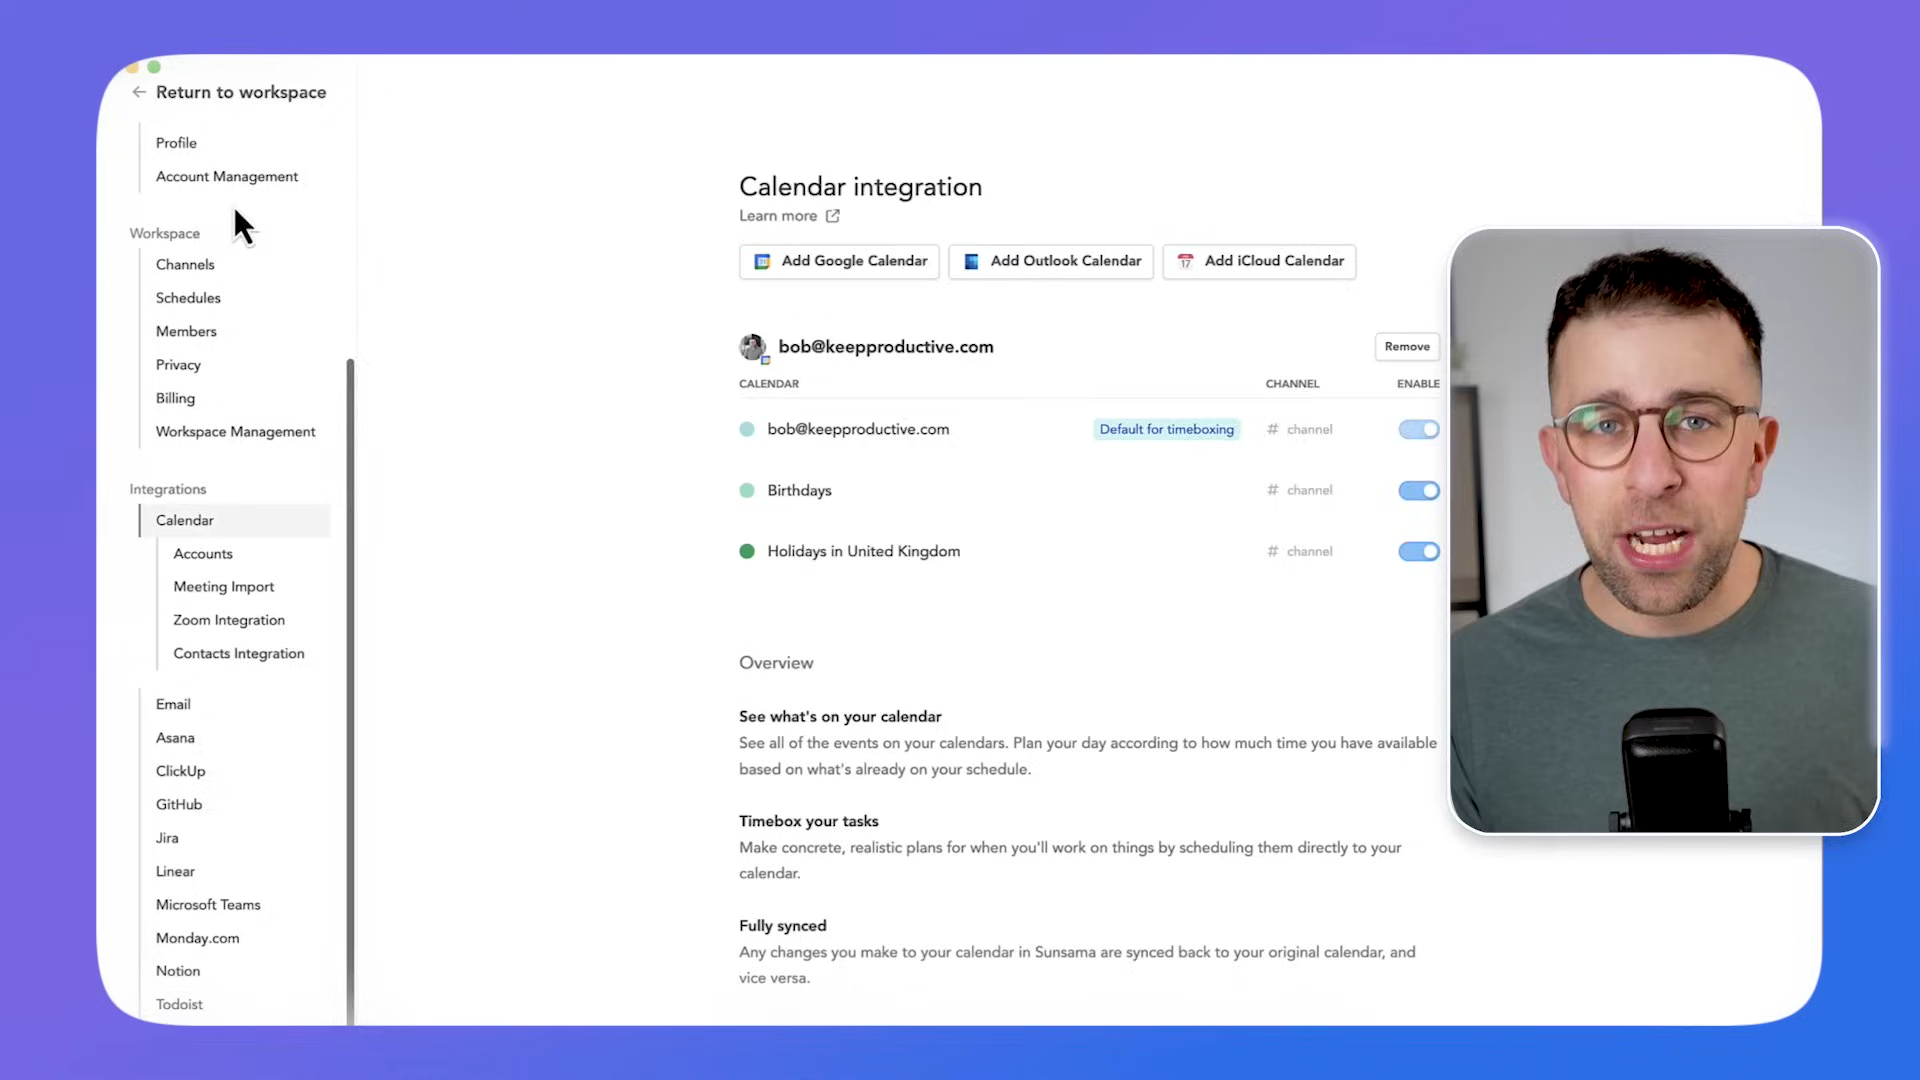 Return to workspace
Profile
Account Management
Workspace
Channels
Schedules
Members
Privacy
Billing
Workspace Management
Integrations
Calendar
Accounts
Meeting Import
Zoom Integration
Contacts Integration
Email
Asana
ClickUp
GitHub
Jira
Linear
Microsoft Teams
Monday.com
Notion
Todoist
Calendar integration
Learn more
Add Google Calendar
Add Outlook Calendar
17
Add iCloud Calendar
bob@keepproductive.com
Remove
CALENDAR
CHANNEL
ENABLE
bob@keepproductive.com
Default for timeboxing
# channel
Birthdays
# channel
Holidays in United Kingdom
# channel
Overview
See what's on your calendar
See all of the events on your calendars. Plan your day according to how much time you have available
based on what's already on your schedule.
Timebox your tasks
Make concrete, realistic plans for when you'll work on things by scheduling them directly to your
calendar.
Fully synced
Any changes you make to your calendar in Sunsama are synced back to your original calendar, and
vice versa.